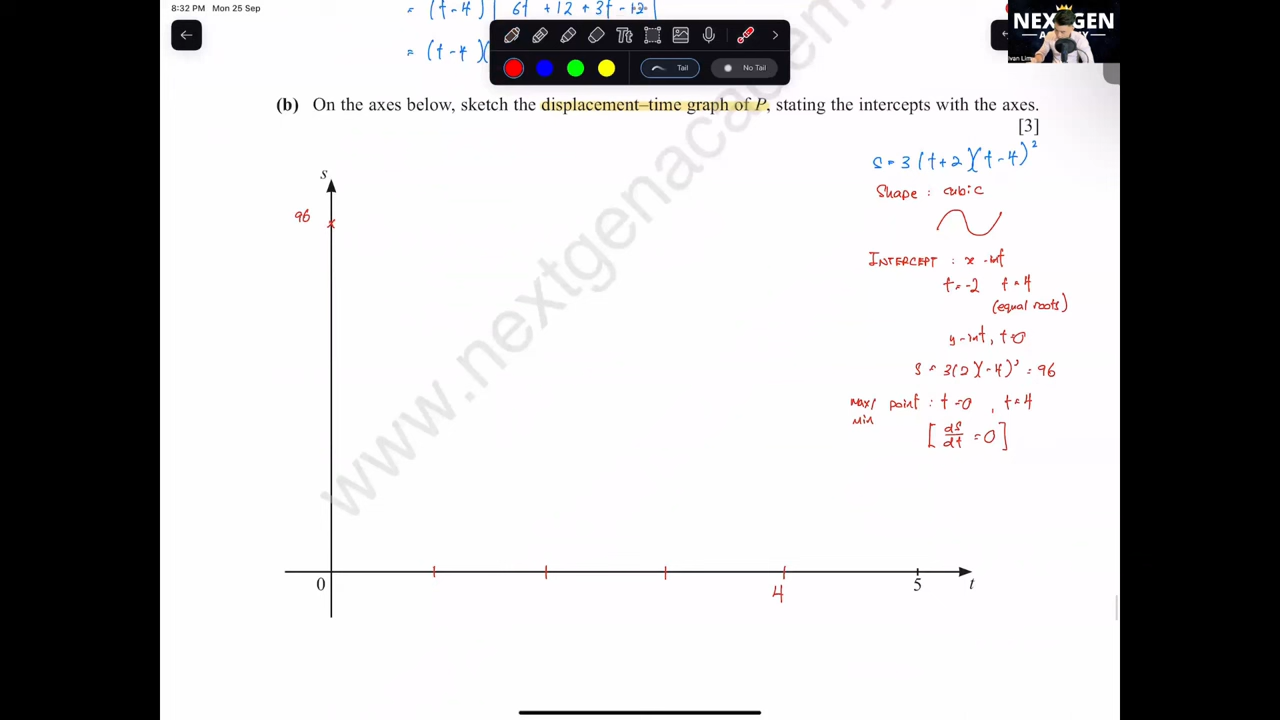 8:32 PM Mon 25 Sep
= (t-4) [ 6t +12 + 3t -12 ]
= (t-4)(
Tail
No Tail
NEXTGEN
ACADEMY
Ivan Lim
(b) On the axes below, sketch the displacement–time graph of P, stating the intercepts with the axes.
[3]
s = 3(t+2)(t-4)²
Shape : cubic
INTERCEPT : x-int
t=-2 t=4
(equal roots)
y-int, t=0
s = 3(2)(-4)² = 96
max/min point : t=0 , t=4
[ds/dt = 0]
s
96
0
4
5
t
www.nextgenacademy